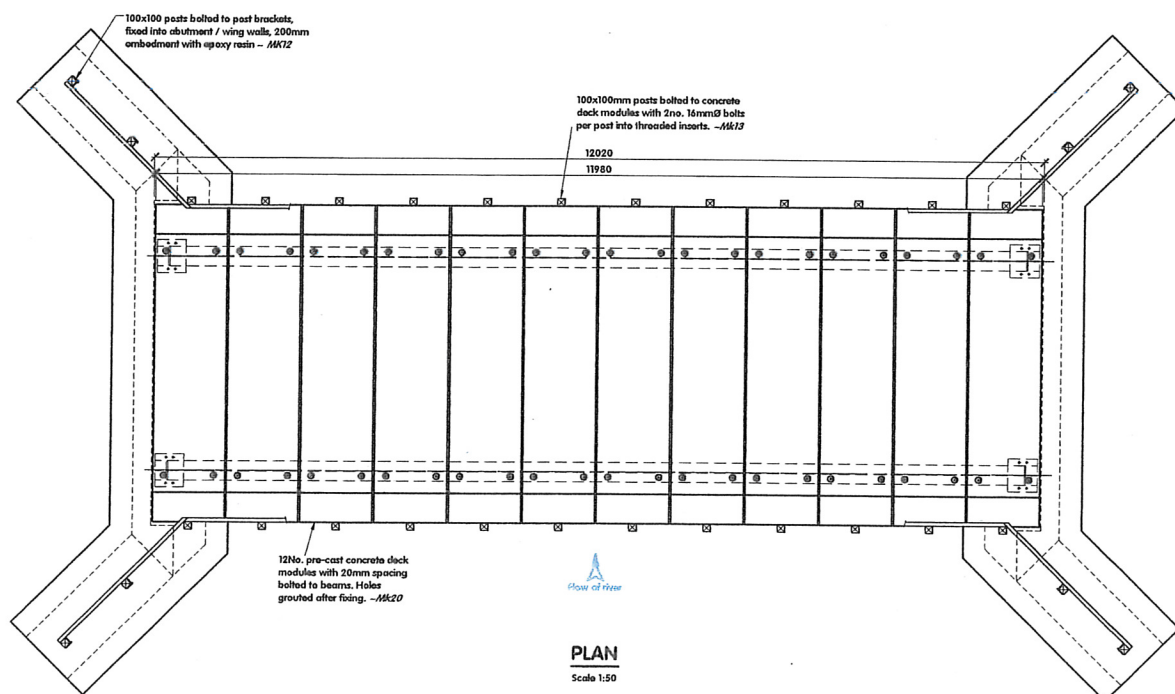 100x100 posts bolted to post brackets,
fixed into abutment / wing walls, 200mm
embedment with epoxy resin – MK12
100x100mm posts bolted to concrete
deck modules with 2no. 16mmØ bolts
per post into threaded inserts. –Mk13
12020
11980
12No. pre-cast concrete deck
modules with 20mm spacing
bolted to beams. Holes
grouted after fixing. –Mk20
Flow of river
PLAN
Scale 1:50